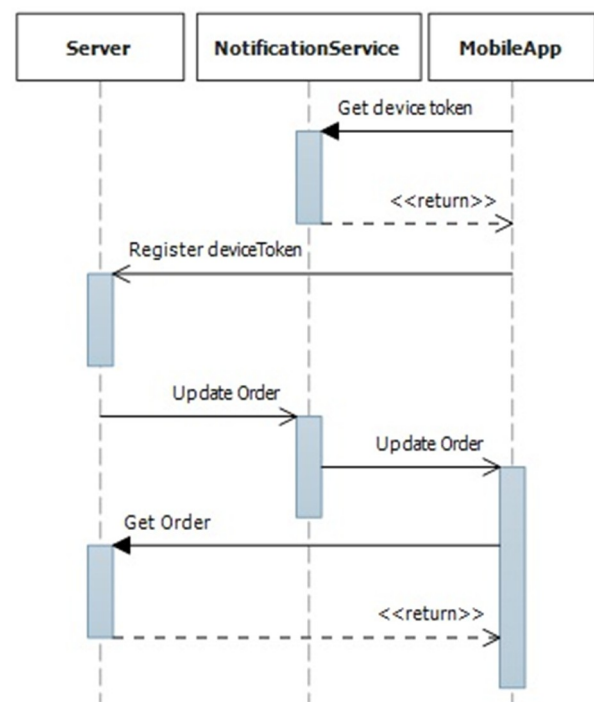 Server
NotificationService
MobileApp
Get device token
<<return>>
Register deviceToken
Update Order
Update Order
Get Order
<<return>>